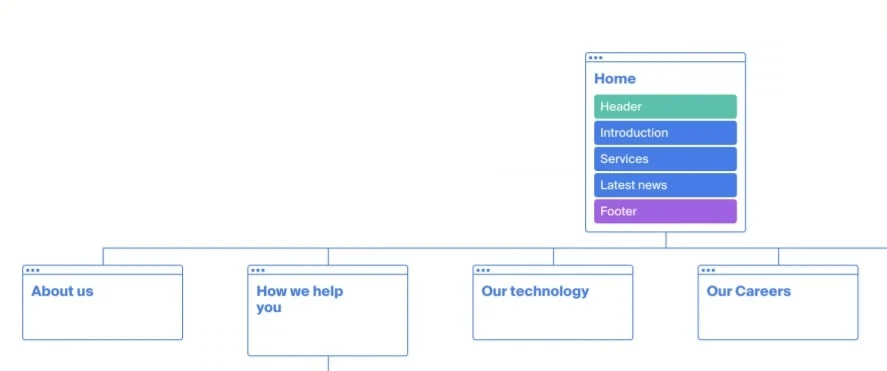 Home
Header
Introduction
Services
Latest news
Footer
About us
How we help
you
Our technology
Our Careers